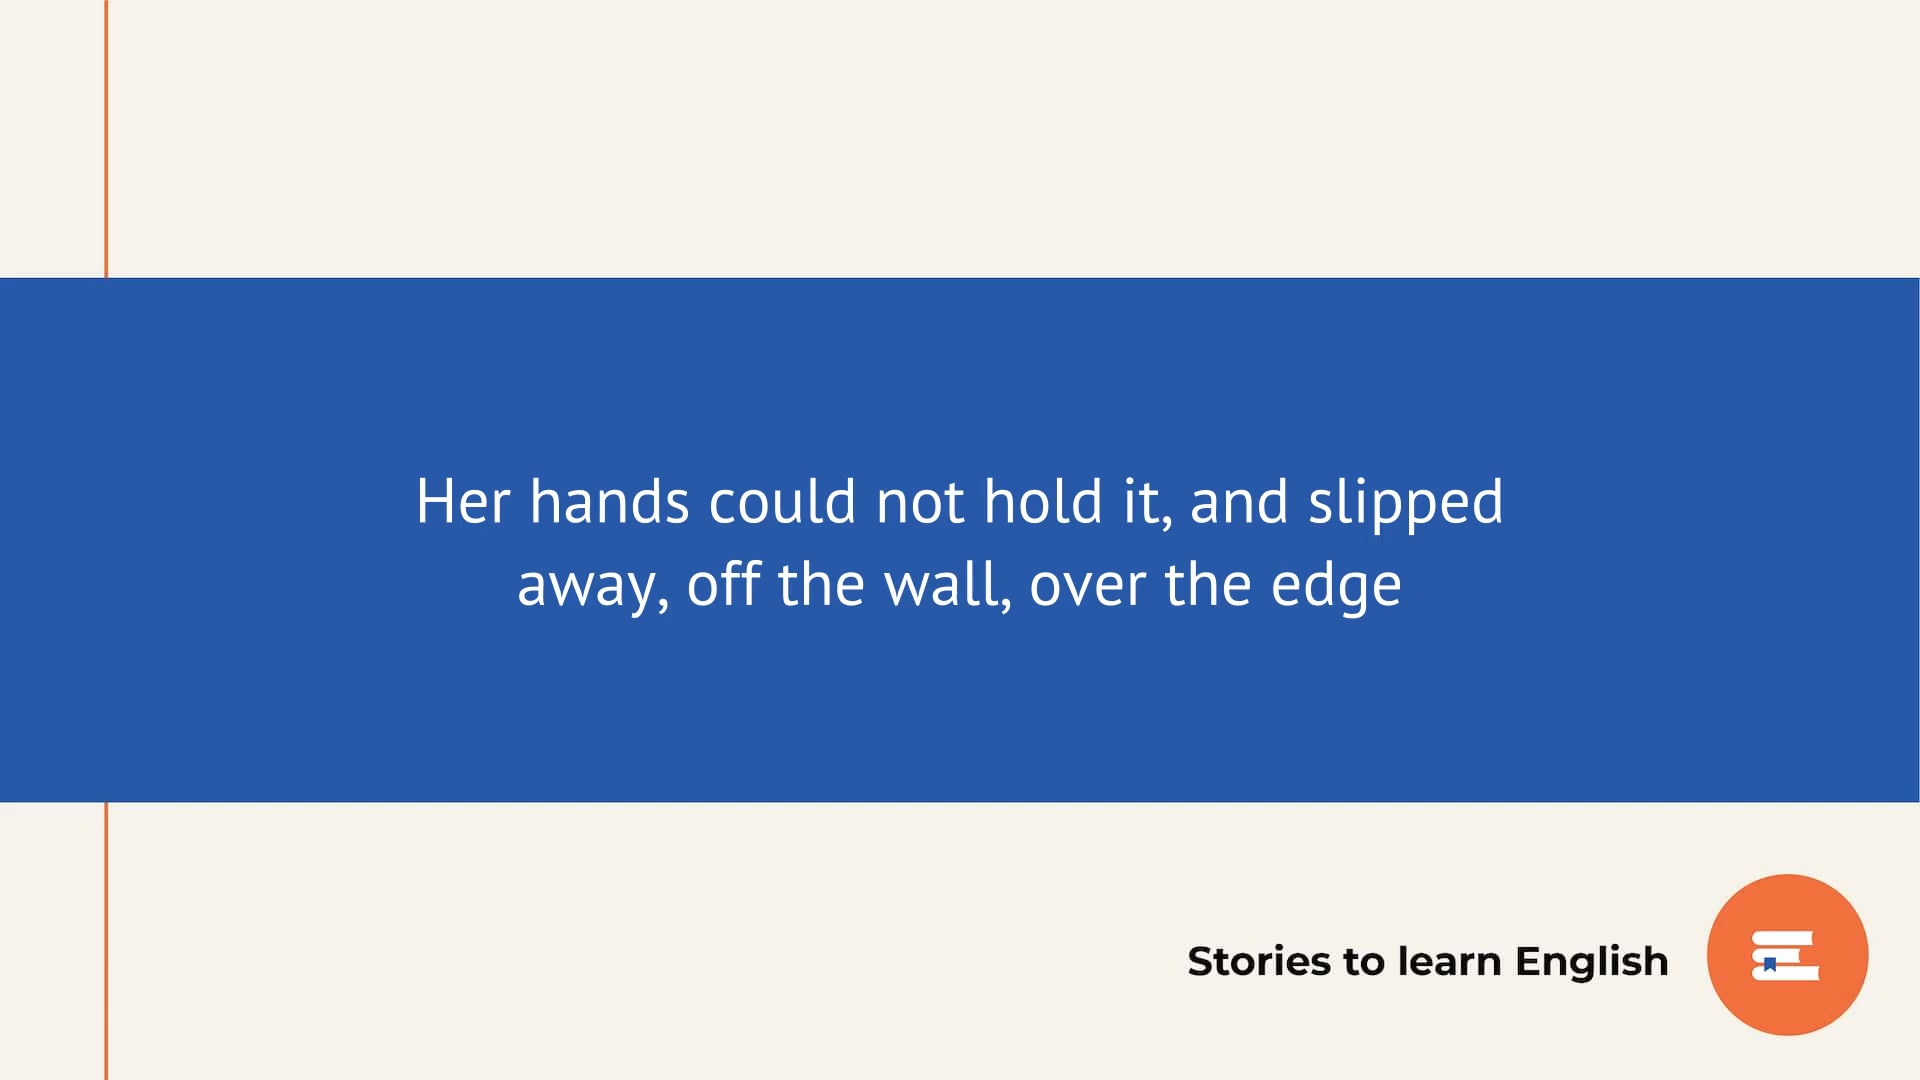 Her hands could not hold it, and slipped
away, off the wall, over the edge
Stories to learn English